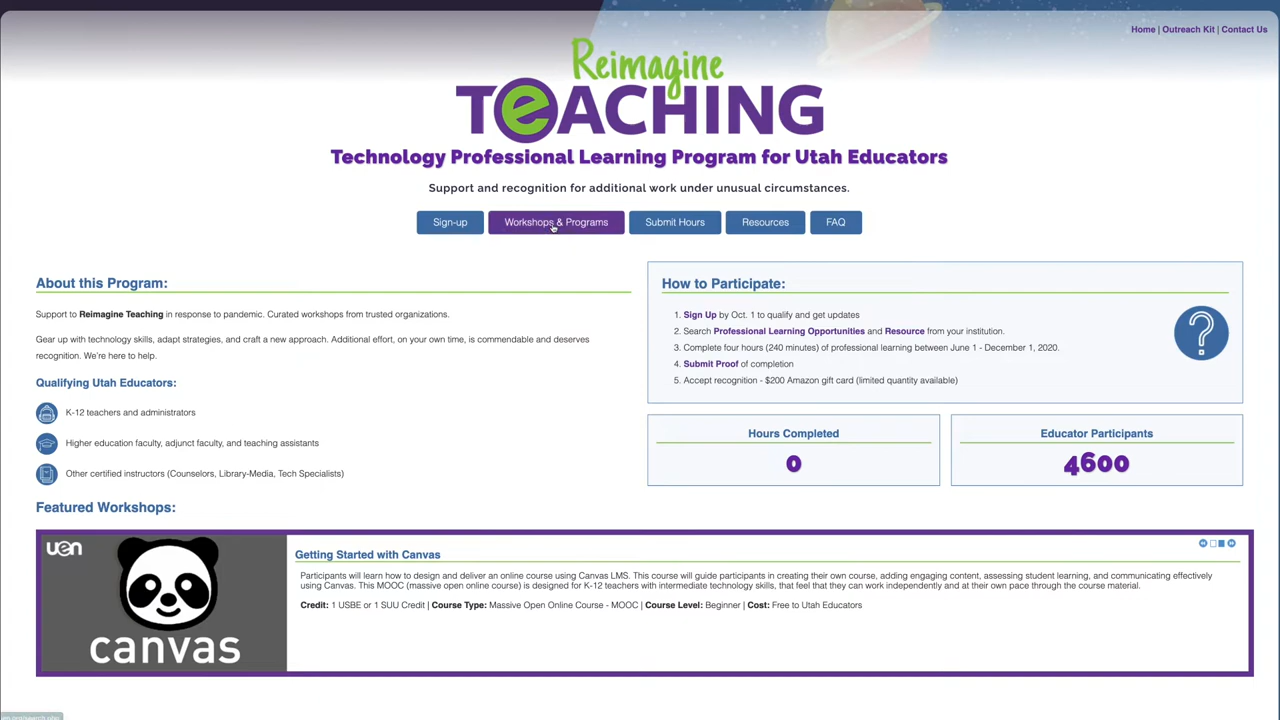 Home | Outreach Kit | Contact Us
Reimagine
TeACHING
Technology Professional Learning Program for Utah Educators
Support and recognition for additional work under unusual circumstances.
Sign-up
Workshops & Programs
Submit Hours
Resources
FAQ
About this Program:
Support to Reimagine Teaching in response to pandemic. Curated workshops from trusted organizations.
Gear up with technology skills, adapt strategies, and craft a new approach. Additional effort, on your own time, is commendable and deserves
recognition. We're here to help.
Qualifying Utah Educators:
K-12 teachers and administrators
Higher education faculty, adjunct faculty, and teaching assistants
Other certified instructors (Counselors, Library-Media, Tech Specialists)
How to Participate:
1. Sign Up by Oct. 1 to qualify and get updates
2. Search Professional Learning Opportunities and Resource from your institution.
3. Complete four hours (240 minutes) of professional learning between June 1 - December 1, 2020.
4. Submit Proof of completion
5. Accept recognition - $200 Amazon gift card (limited quantity available)
?
Hours Completed
0
Educator Participants
4600
Featured Workshops:
uen
canvas
Getting Started with Canvas
Participants will learn how to design and deliver an online course using Canvas LMS. This course will guide participants in creating their own course, adding engaging content, assessing student learning, and communicating effectively
using Canvas. This MOOC (massive open online course) is designed for K-12 teachers with intermediate technology skills, that feel that they can work independently and at their own pace through the course material.
Credit: 1 USBE or 1 SUU Credit | Course Type: Massive Open Online Course - MOOC | Course Level: Beginner | Cost: Free to Utah Educators